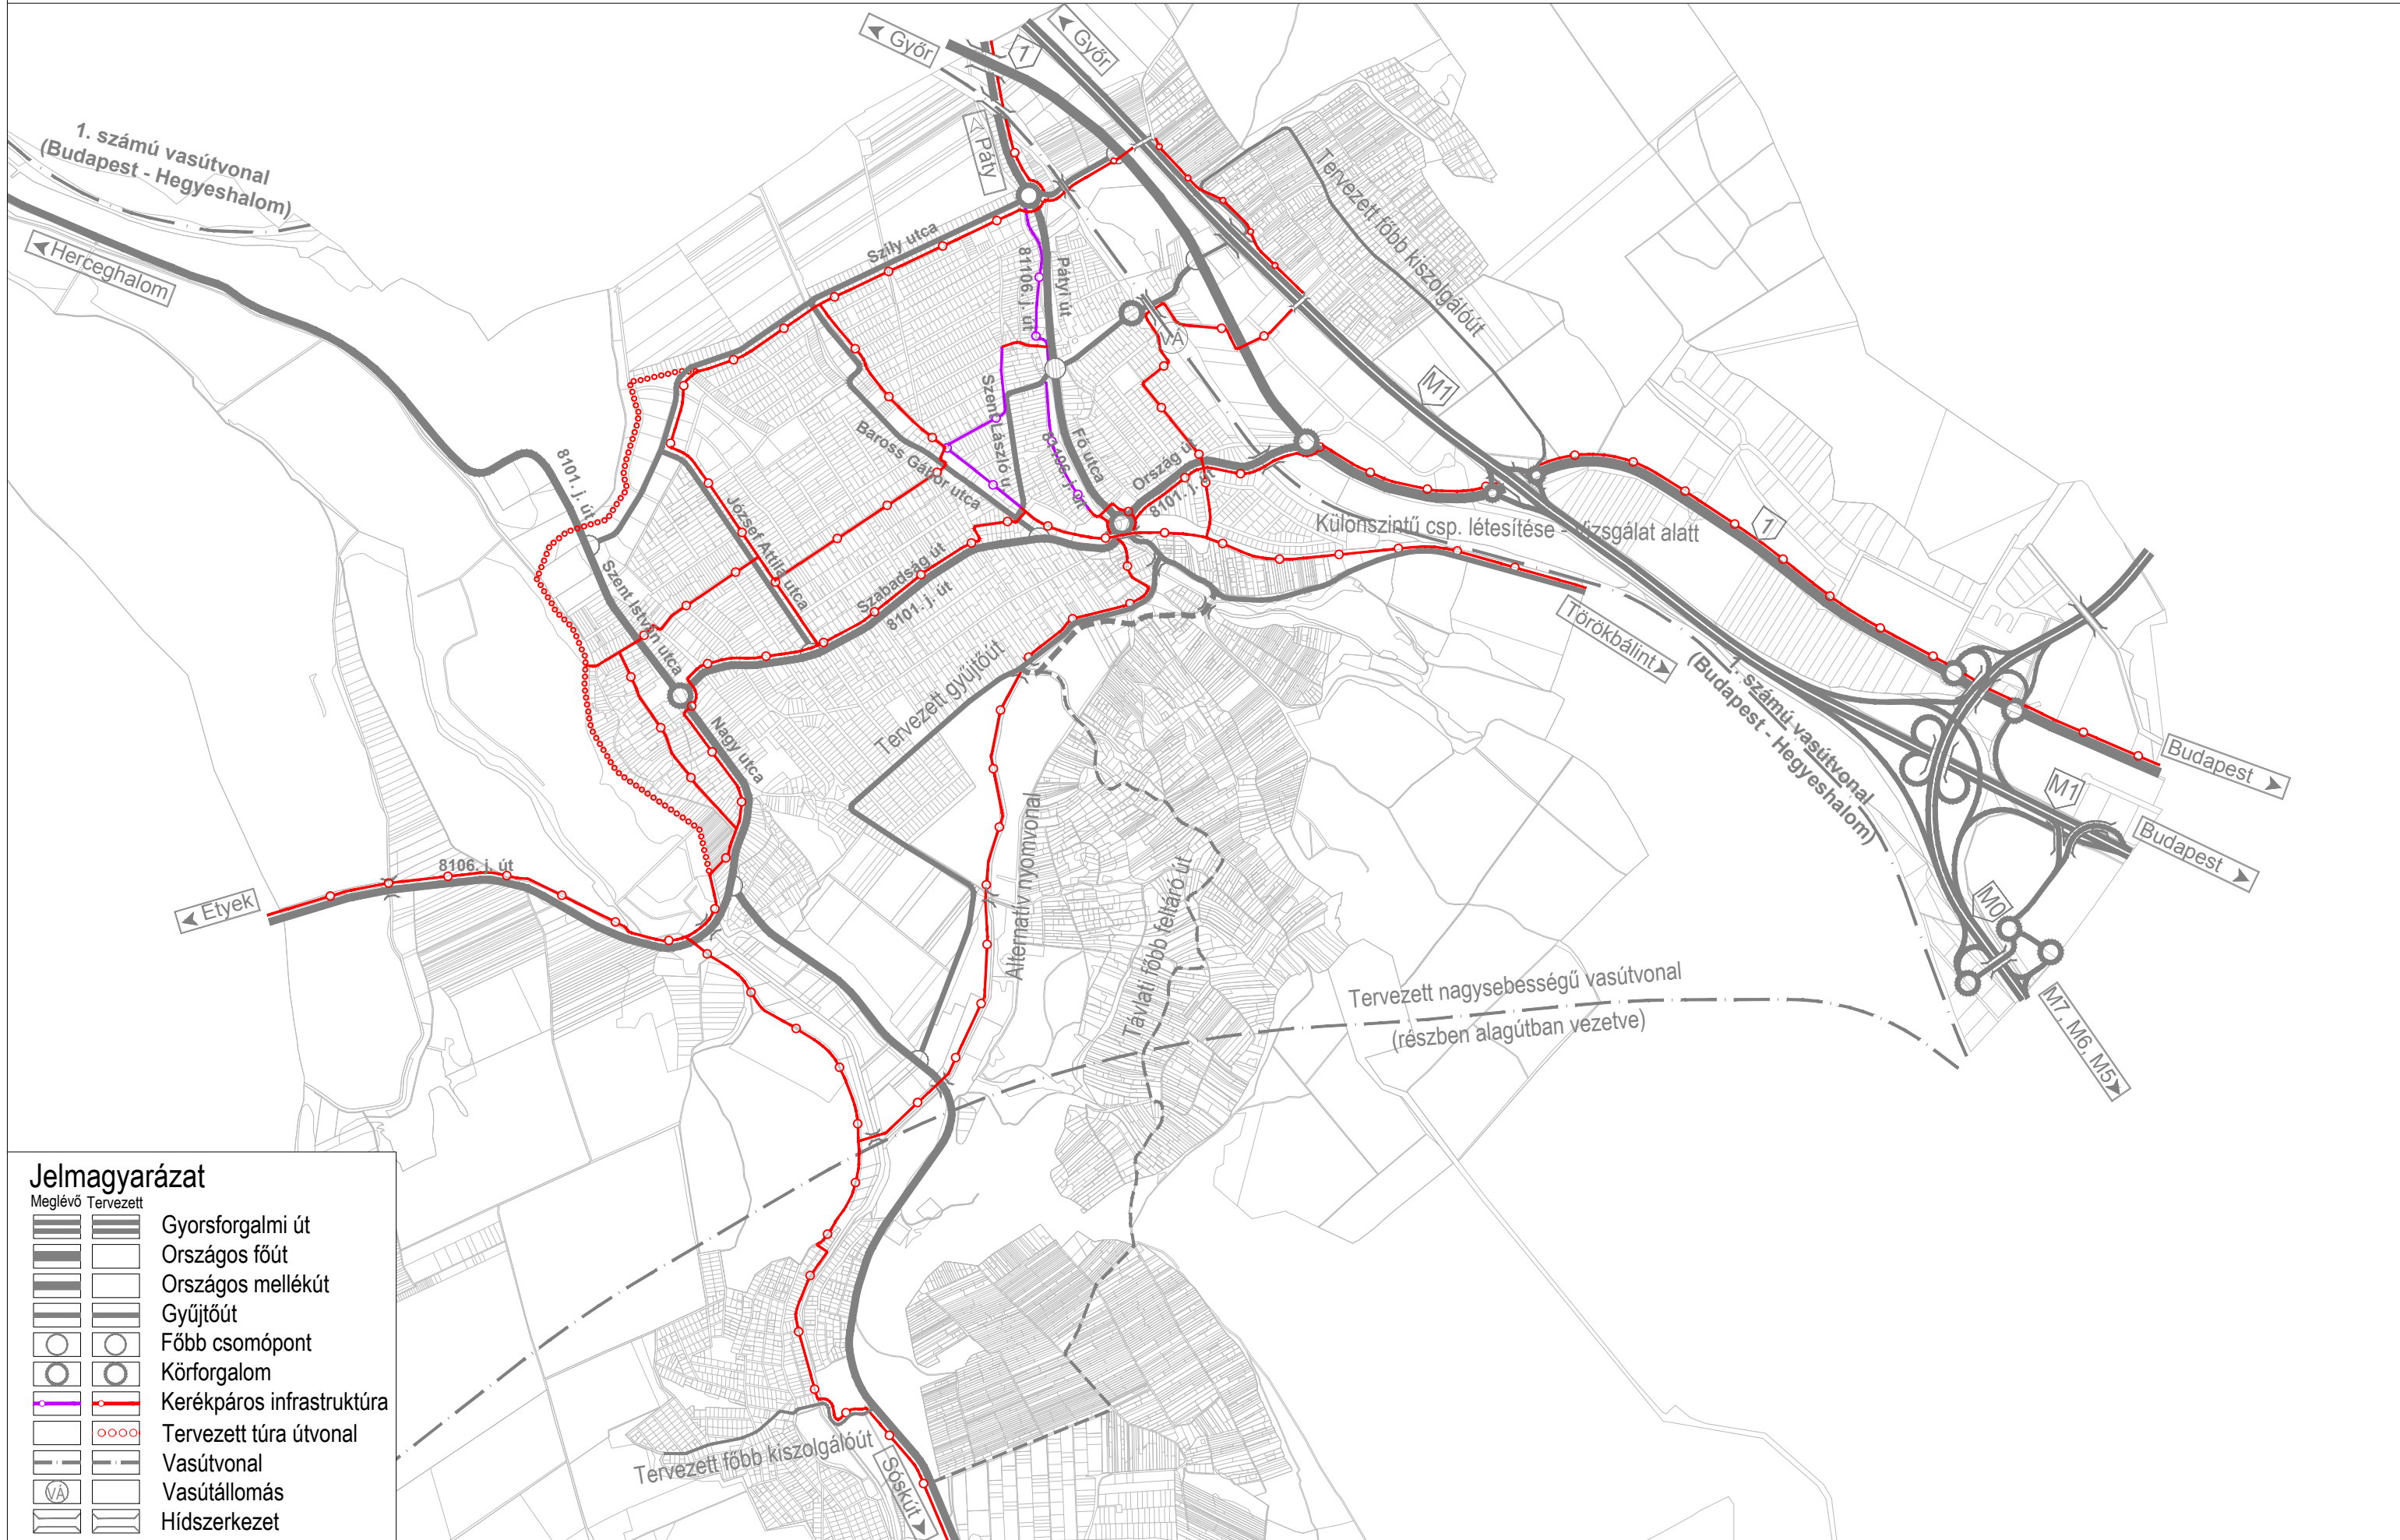 Győr
1
Győr
Páty
1. számú vasútvonal
(Budapest - Hegyeshalom)
Herceghalom
Tervezett főbb kiszolgálóút
Szily utca
8106. j. út
Pátyi út
VÁ
M1
Szent László u.
Baross Gábor utca
8106. j. út
Fő utca
Ország út
8101. j. út
8101. j. út
Különszintű csp. létesítése - Vizsgálat alatt
1
József Attila utca
Szabadság út
8101. j. út
Szent István utca
Törökbálint
1. számú vasútvonal
(Budapest - Hegyeshalom)
Tervezett gyűjtőút
Nagy utca
Budapest
M1
Budapest
8106. j. út
Etyek
Alternatív nyomvonal
Távlati főbb feltáró út
M0
Tervezett nagysebességű vasútvonal
(részben alagútban vezetve)
M7, M6, M5
Jelmagyarázat
Meglévő Tervezett
Gyorsforgalmi út
Országos főút
Országos mellékút
Gyűjtőút
Főbb csomópont
Körforgalom
Kerékpáros infrastruktúra
Tervezett túra útvonal
Vasútvonal
VÁ Vasútállomás
Hídszerkezet
Tervezett főbb kiszolgálóút
Sóskút